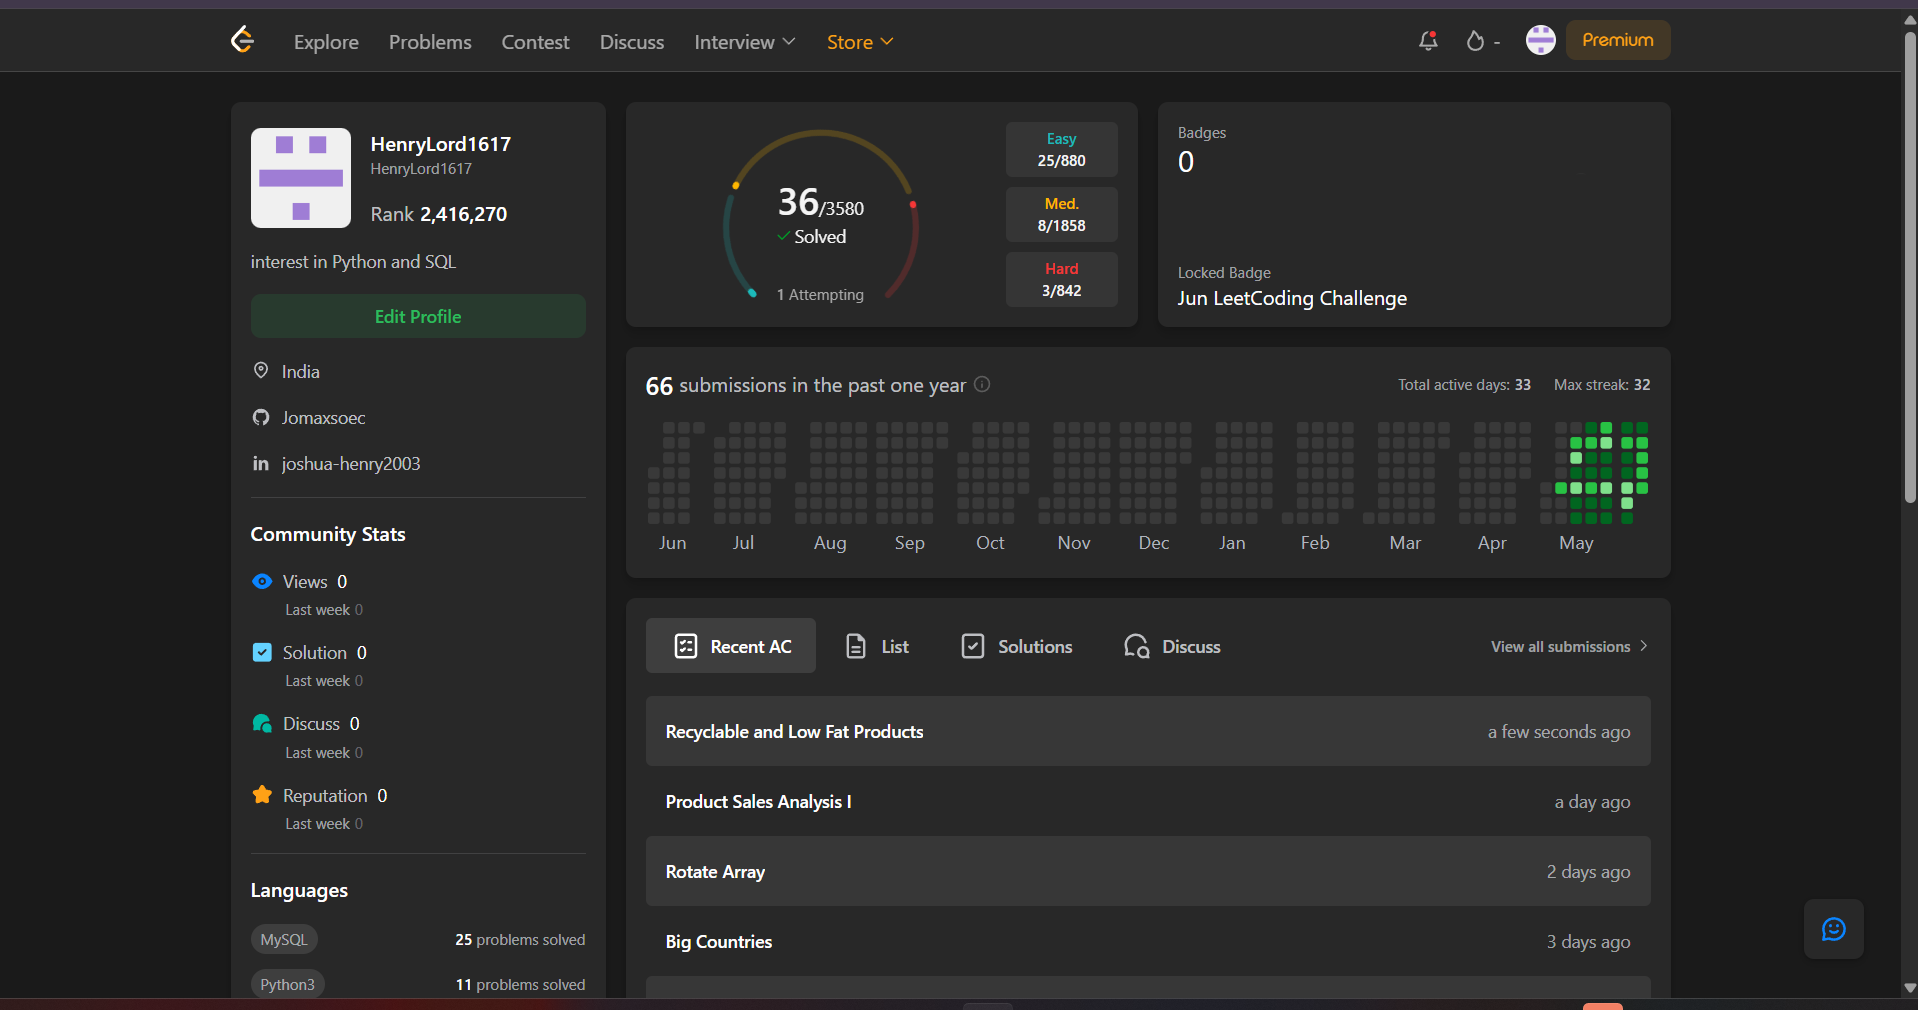 Explore Problems Contest Discuss Interview Store - Premium
HenryLord1617
HenryLord1617
Rank 2,416,270
interest in Python and SQL
Edit Profile
India
Jomaxsoec
joshua-henry2003
Community Stats
Views 0
Last week 0
Solution 0
Last week 0
Discuss 0
Last week 0
Reputation 0
Last week 0
Languages
MySQL 25 problems solved
Python3 11 problems solved
36/3580
Solved
1 Attempting
Easy
25/880
Med.
8/1858
Hard
3/842
Badges
0
Locked Badge
Jun LeetCoding Challenge
66 submissions in the past one year Total active days: 33 Max streak: 32
Jun Jul Aug Sep Oct Nov Dec Jan Feb Mar Apr May
Recent AC List Solutions Discuss View all submissions
Recyclable and Low Fat Products a few seconds ago
Product Sales Analysis I a day ago
Rotate Array 2 days ago
Big Countries 3 days ago